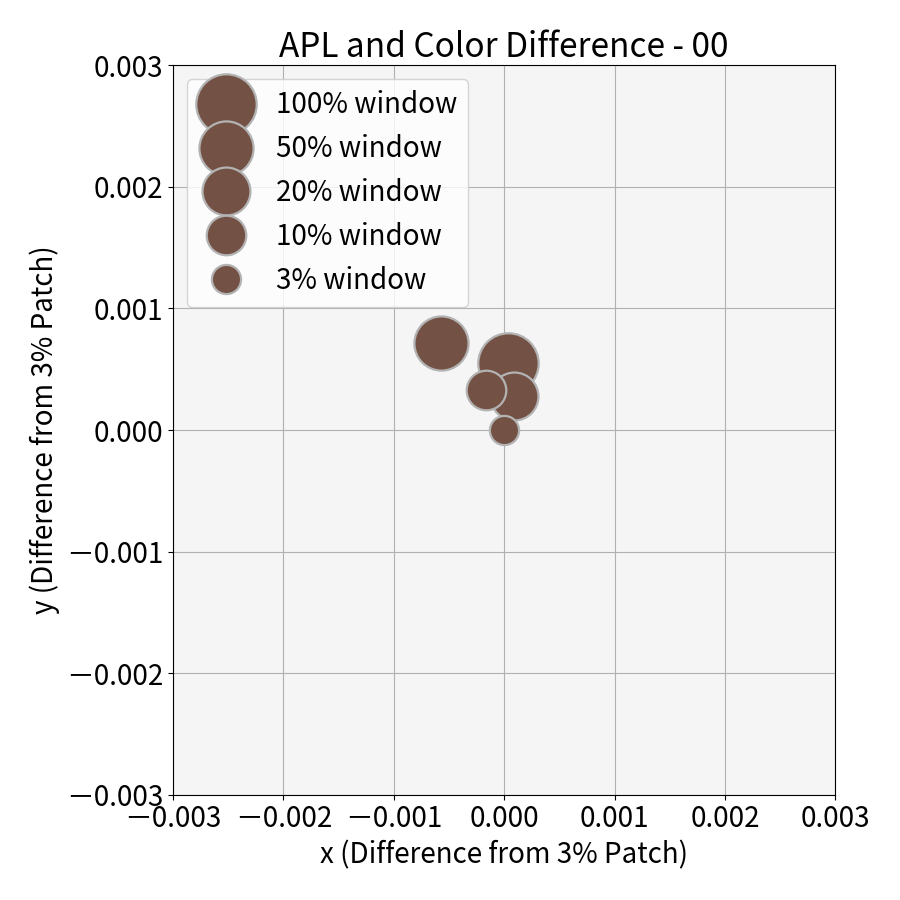 APL and Color Difference - 00
100% window
50% window
20% window
10% window
3% window
y (Difference from 3% Patch)
0.003
0.002
0.001
0.000
−0.001
−0.002
−0.003
−0.003 −0.002 −0.001 0.000 0.001 0.002 0.003
x (Difference from 3% Patch)